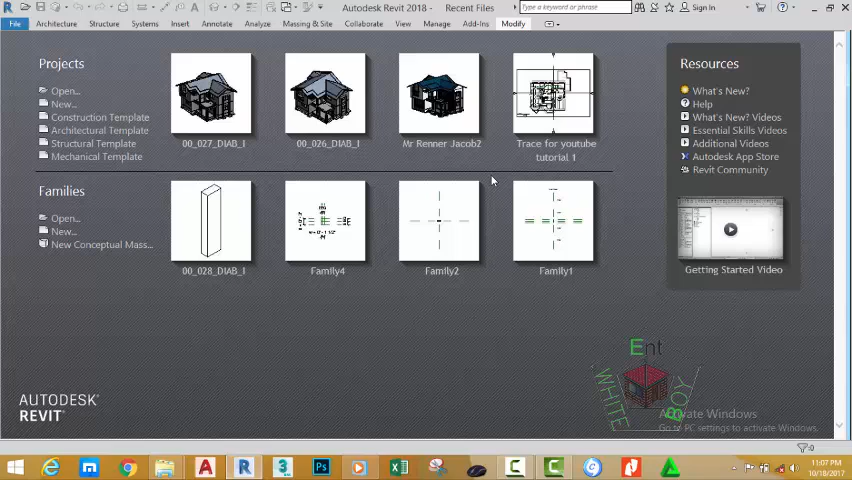 Autodesk Revit 2018 - Recent Files
Type a keyword or phrase
Sign In
File Architecture Structure Systems Insert Annotate Analyze Massing & Site Collaborate View Manage Add-Ins Modify
Projects
Open...
New...
Construction Template
Architectural Template
Structural Template
Mechanical Template
00_027_DIAB_I
00_026_DIAB_I
Mr Renner Jacob2
Trace for youtube
tutorial 1
Families
Open...
New...
New Conceptual Mass...
00_028_DIAB_I
Family4
Family2
Family1
Resources
What's New?
Help
What's New? Videos
Essential Skills Videos
Additional Videos
Autodesk App Store
Revit Community
Getting Started Video
AUTODESK.
REVIT
Ent
WHITE
BOY
Activate Windows
Go to PC settings to activate Windows.
:0
11:07 PM
10/18/2017